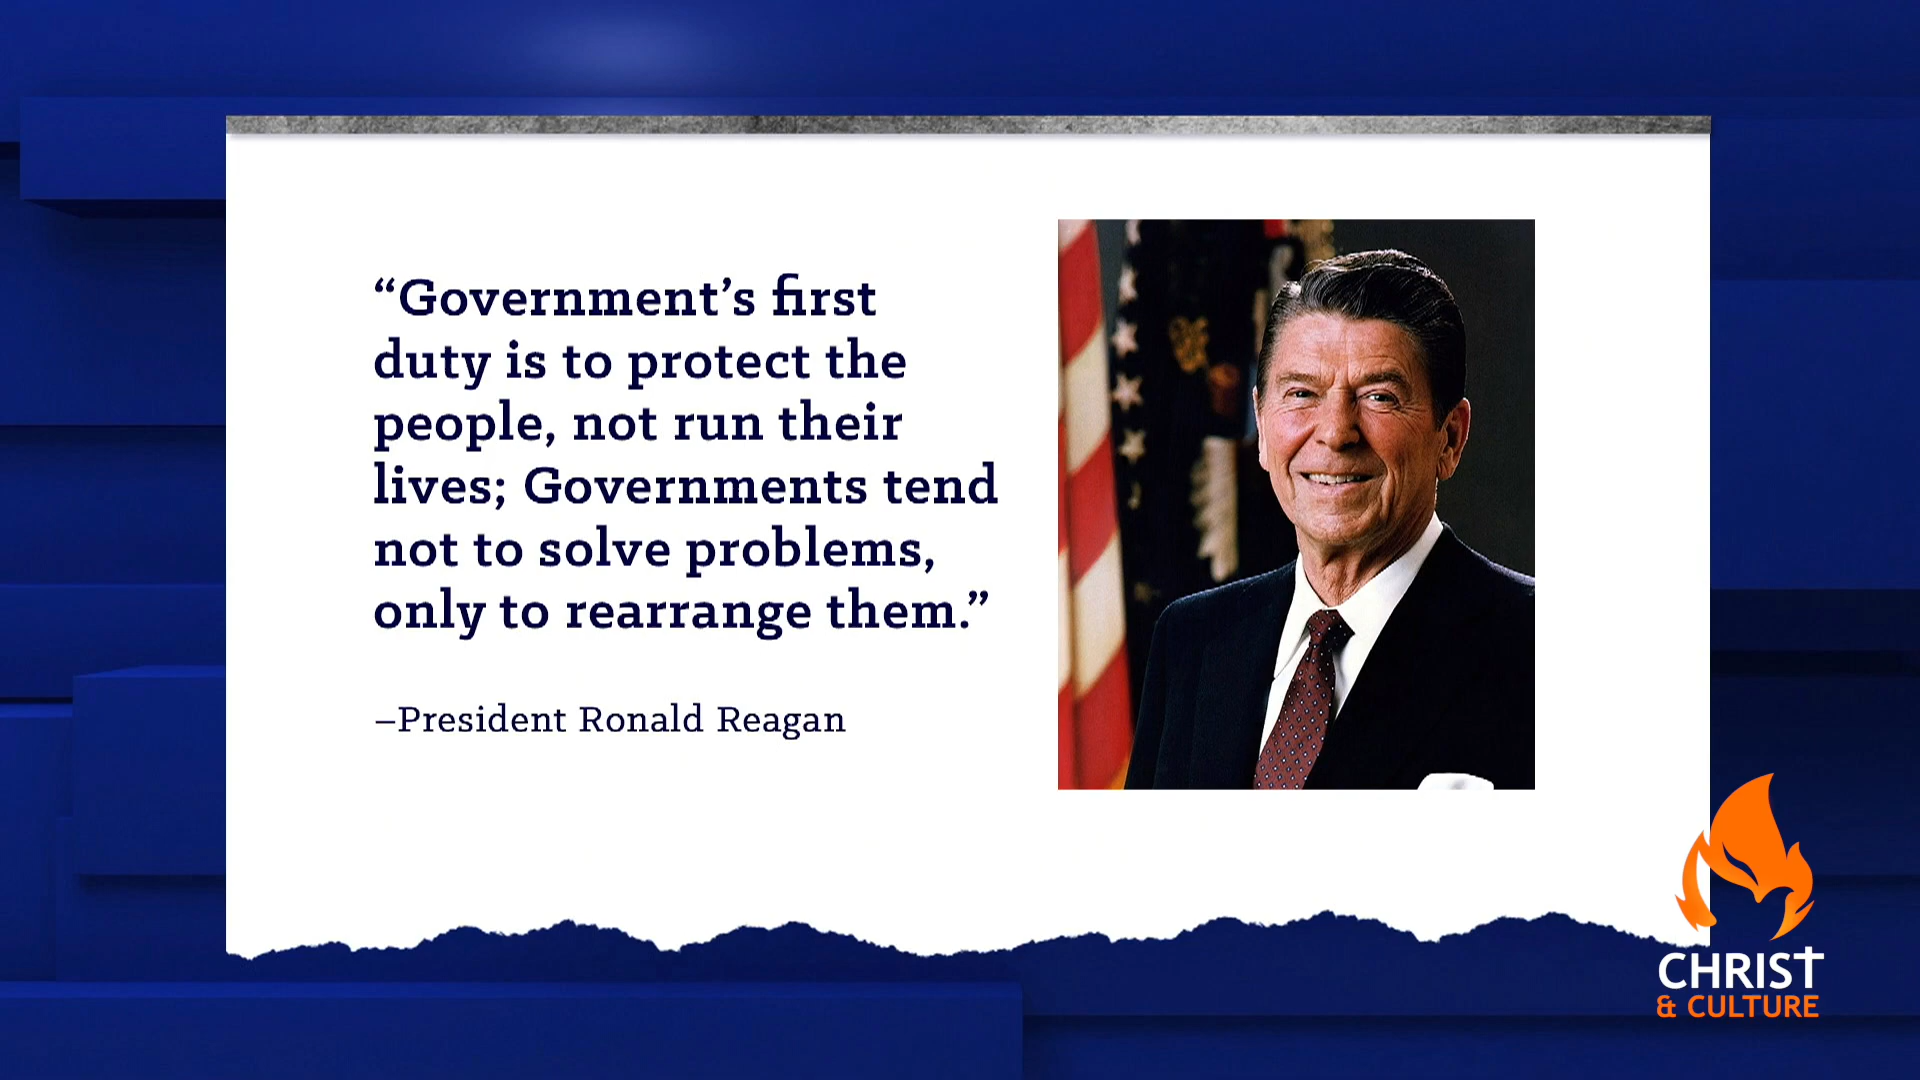 “Government’s first
duty is to protect the
people, not run their
lives; Governments tend
not to solve problems,
only to rearrange them.”
–President Ronald Reagan
CHRIST
& CULTURE